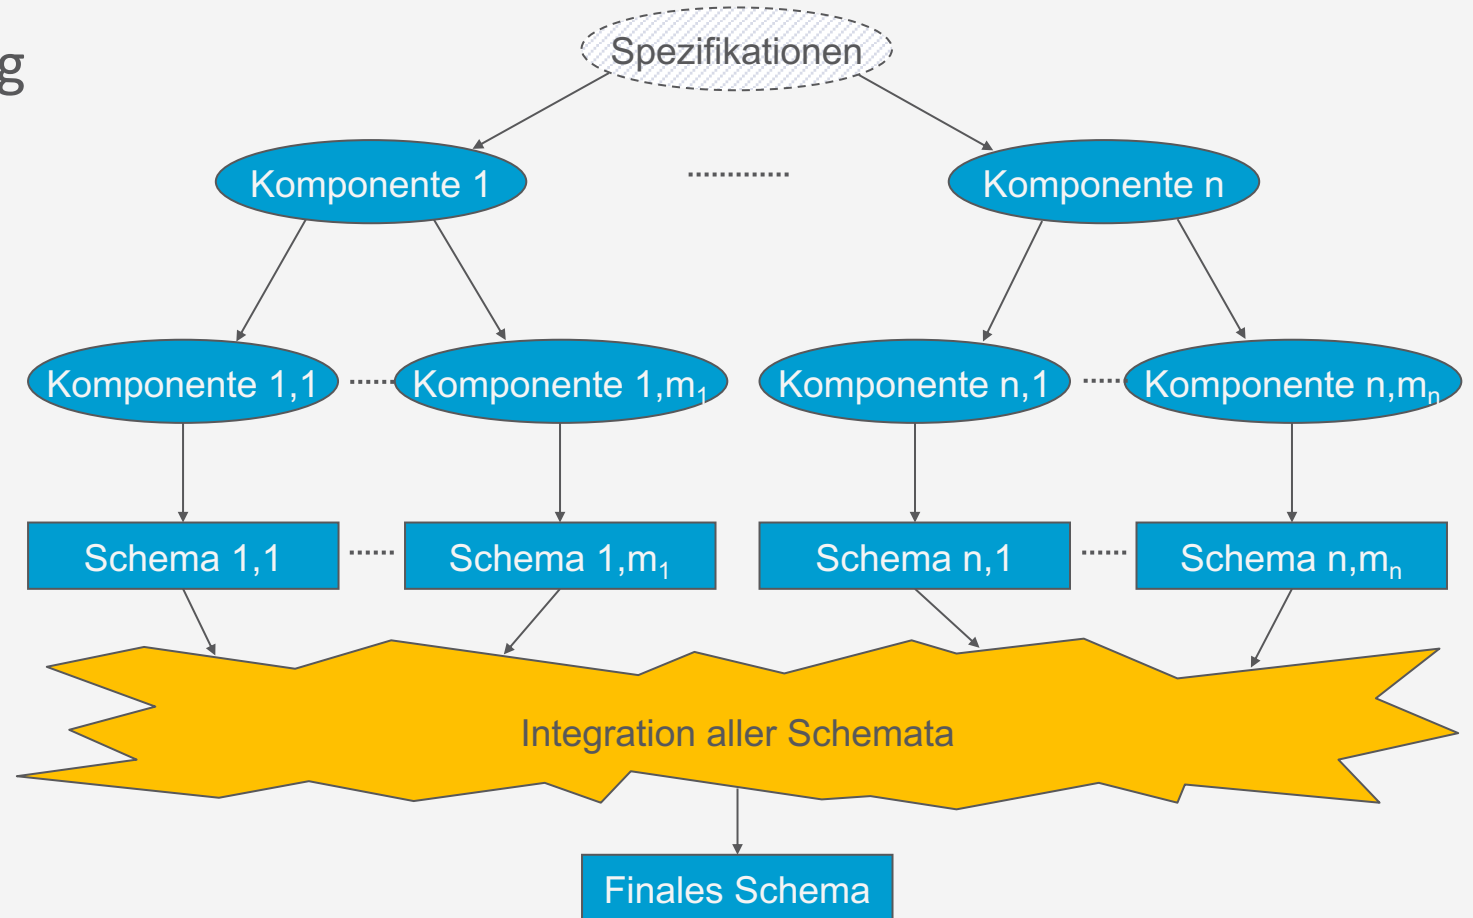 Spezifikationen
g
Komponente 1
Komponente n
Komponente 1,1
Komponente 1,m₁
Komponente n,1
Komponente n,mₙ
Schema 1,1
Schema 1,m₁
Schema n,1
Schema n,mₙ
Integration aller Schemata
Finales Schema